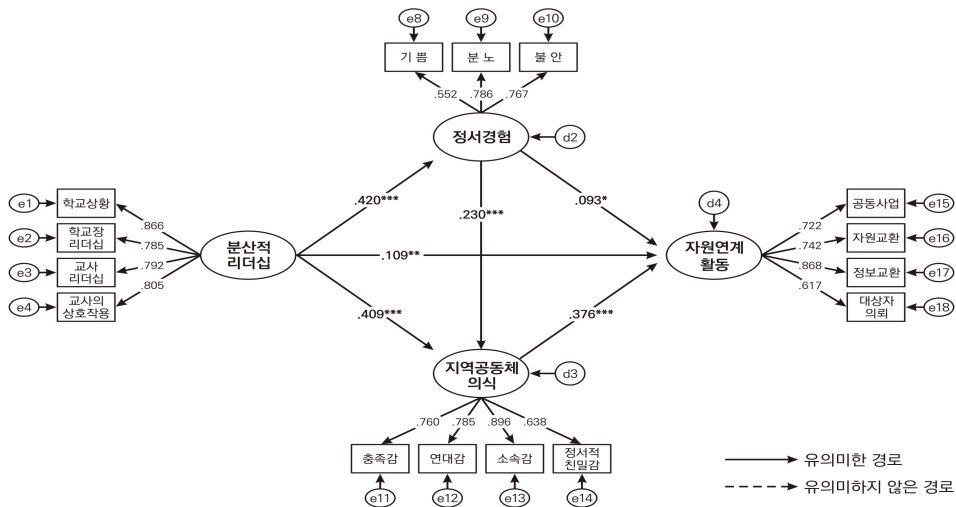 e8
e9
e10
기 쁨
분 노
불 안
.552
.786
.767
정서경험
d2
e1
학교상황
e2
학교장
리더십
e3
교사
리더십
e4
교사의
상호작용
.866
.785
.792
.805
분산적
리더십
.420***
.230***
.093*
.109**
.409***
.376***
d4
자원연계
활동
.722
.742
.868
.617
공동사업
e15
자원교환
e16
정보교환
e17
대상자
의뢰
e18
지역공동체
의식
d3
.760
.785
.896
.638
충족감
연대감
소속감
정서적
친밀감
e11
e12
e13
e14
유의미한 경로
유의미하지 않은 경로